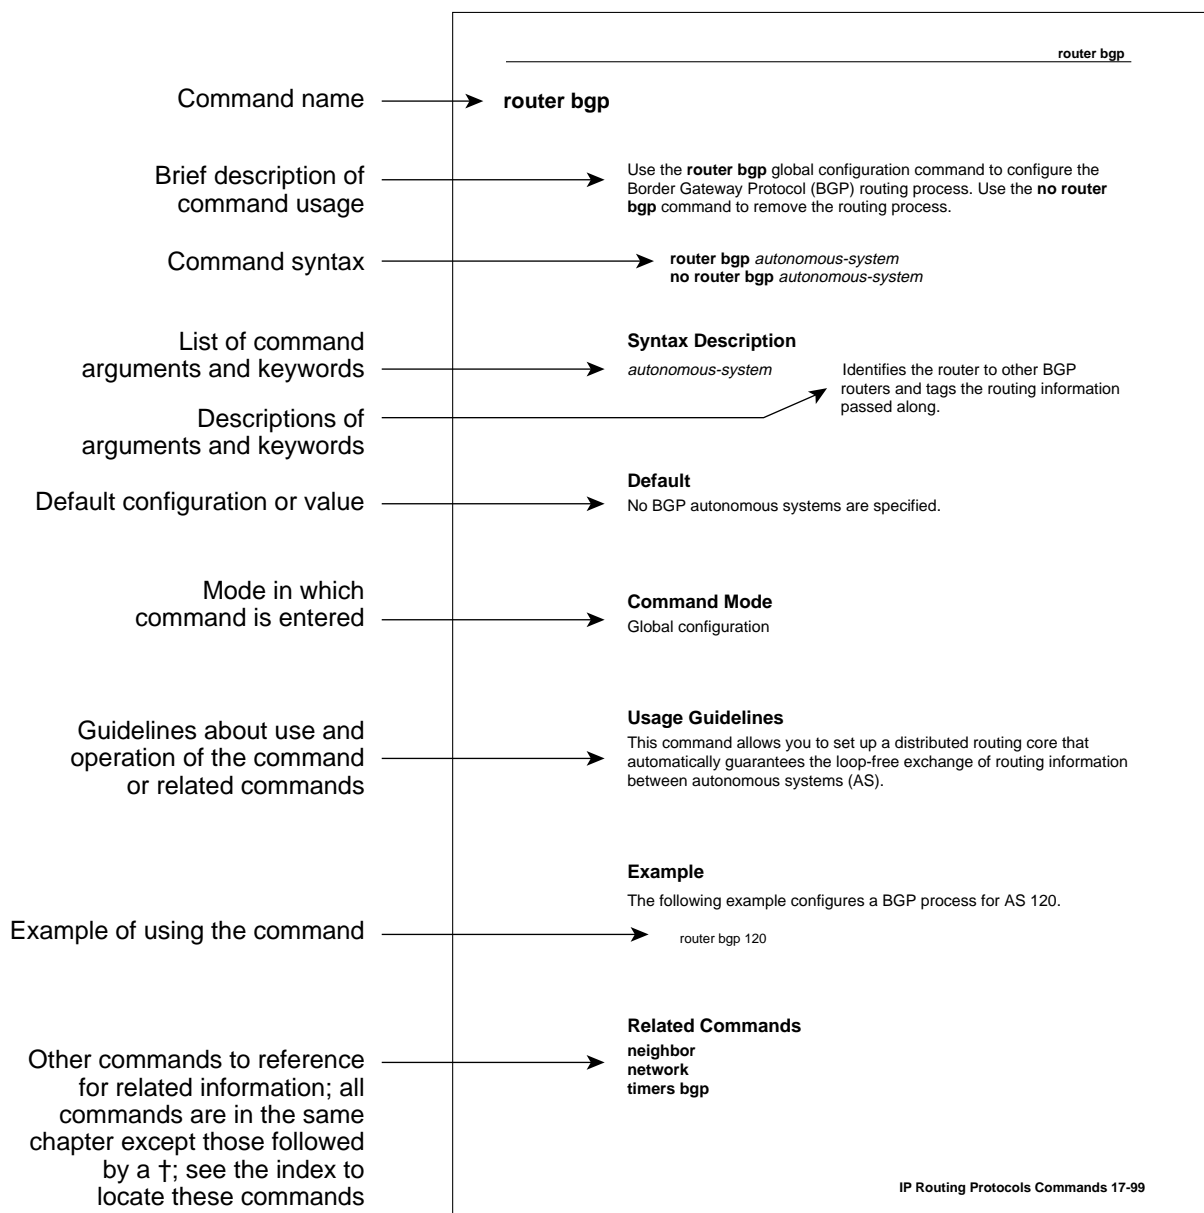 router bgp
Command name
router bgp
Brief description of
command usage
Use the router bgp global configuration command to configure the
Border Gateway Protocol (BGP) routing process. Use the no router
bgp command to remove the routing process.
Command syntax
router bgp autonomous-system
no router bgp autonomous-system
List of command
arguments and keywords
Syntax Description
autonomous-system
Identifies the router to other BGP
routers and tags the routing information
passed along.
Descriptions of
arguments and keywords
Default configuration or value
Default
No BGP autonomous systems are specified.
Mode in which
command is entered
Command Mode
Global configuration
Guidelines about use and
operation of the command
or related commands
Usage Guidelines
This command allows you to set up a distributed routing core that
automatically guarantees the loop-free exchange of routing information
between autonomous systems (AS).
Example
The following example configures a BGP process for AS 120.
Example of using the command
router bgp 120
Related Commands
neighbor
network
timers bgp
Other commands to reference
for related information; all
commands are in the same
chapter except those followed
by a †; see the index to
locate these commands
IP Routing Protocols Commands 17-99